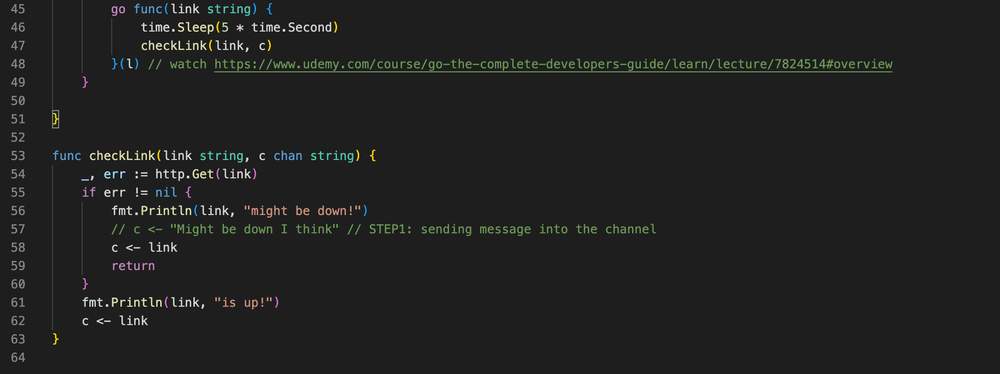 45 go func(link string) {
46 time.Sleep(5 * time.Second)
47 checkLink(link, c)
48 }(l) // watch https://www.udemy.com/course/go-the-complete-developers-guide/learn/lecture/7824514#overview
49 }
50
51 }
52
53 func checkLink(link string, c chan string) {
54 _, err := http.Get(link)
55 if err != nil {
56 fmt.Println(link, "might be down!")
57 // c <- "Might be down I think" // STEP1: sending message into the channel
58 c <- link
59 return
60 }
61 fmt.Println(link, "is up!")
62 c <- link
63 }
64